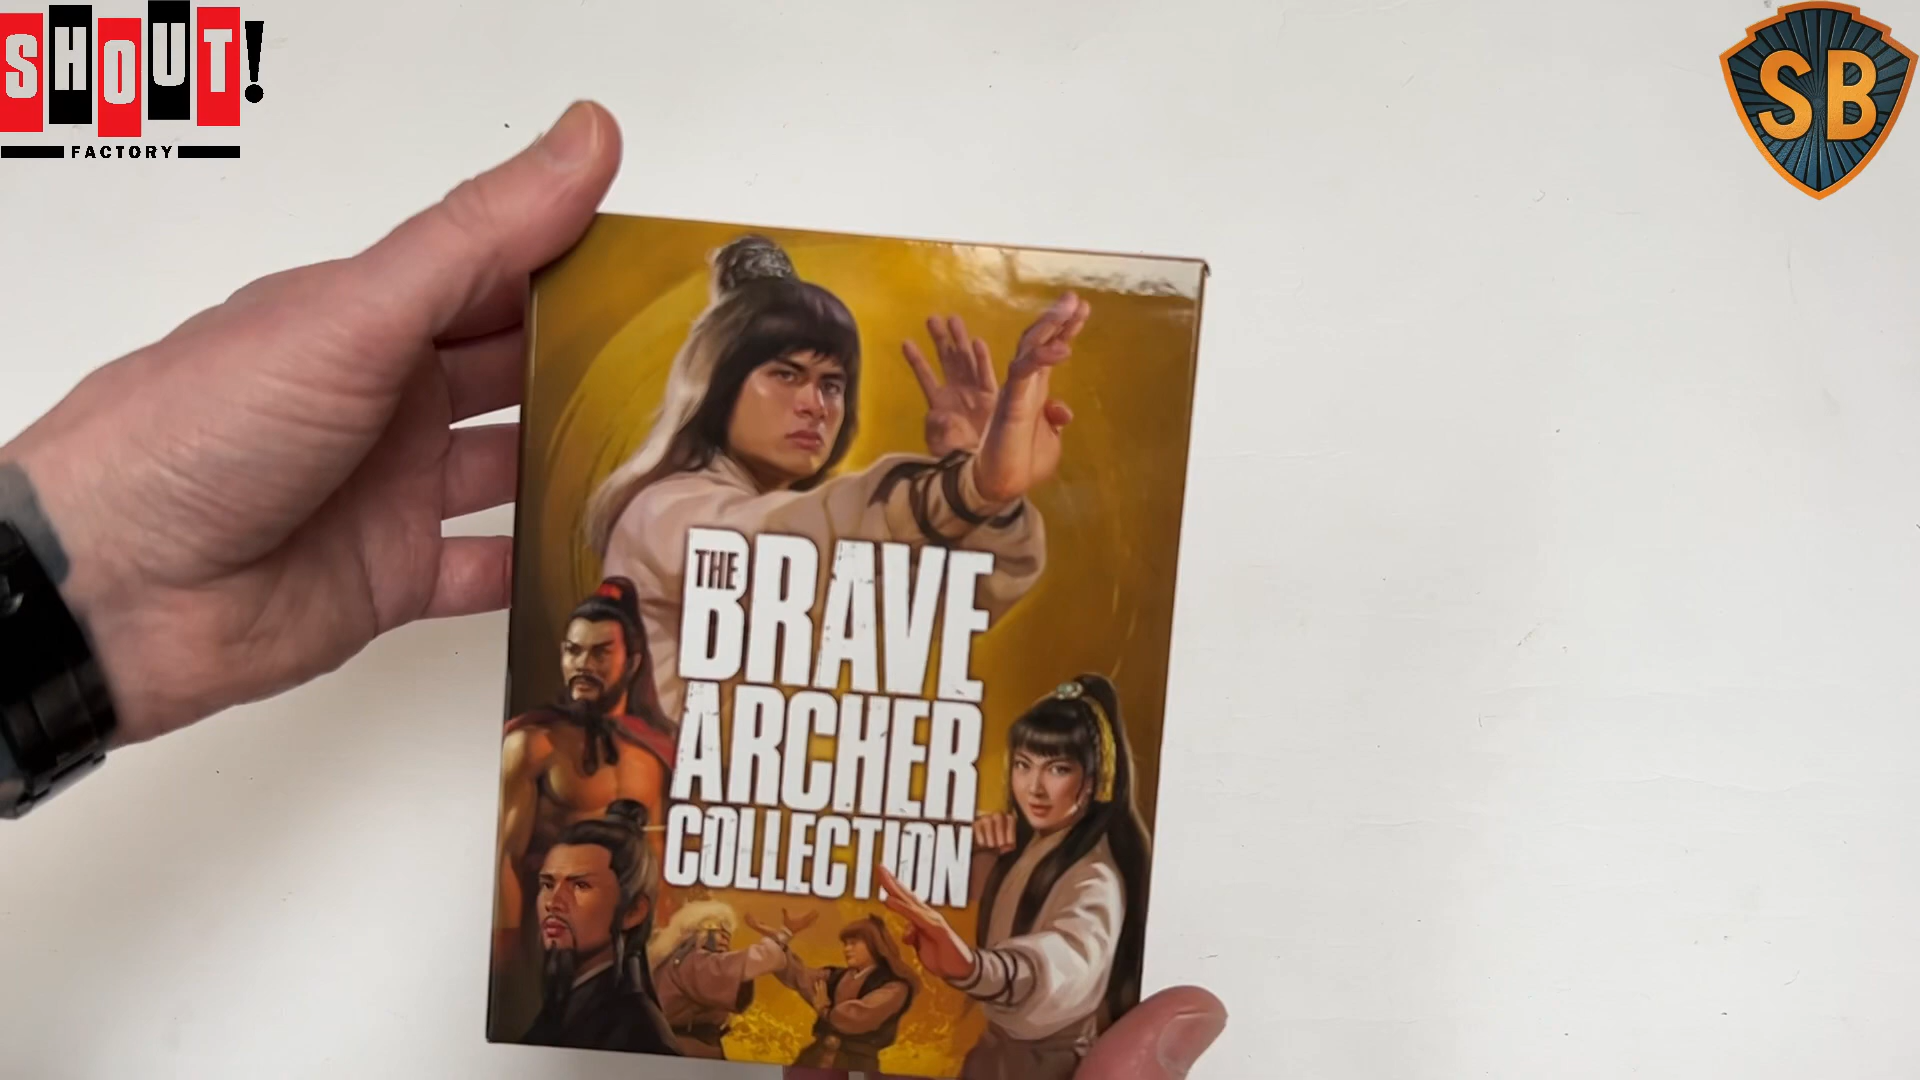 SHOUT!
FACTORY
SB
THE BRAVE
ARCHER
COLLECTION